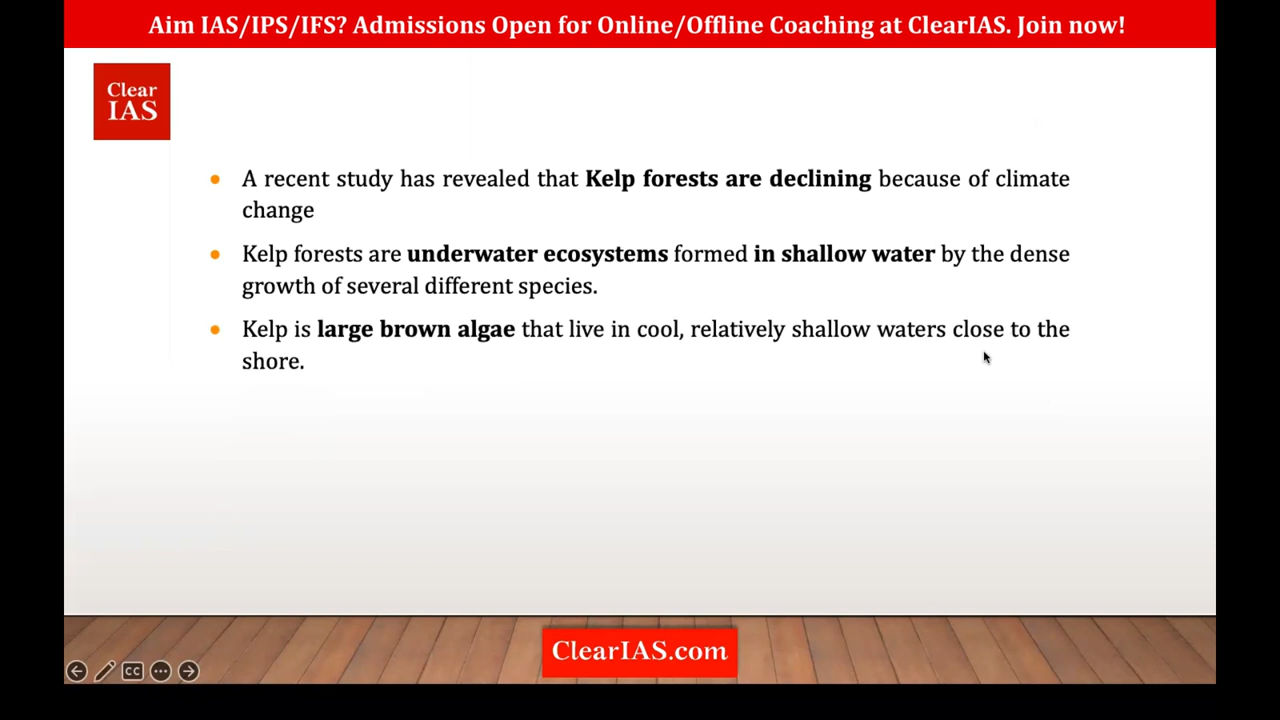 Aim IAS/IPS/IFS? Admissions Open for Online/Offline Coaching at ClearIAS. Join now!
Clear
IAS
• A recent study has revealed that Kelp forests are declining because of climate
change
• Kelp forests are underwater ecosystems formed in shallow water by the dense
growth of several different species.
• Kelp is large brown algae that live in cool, relatively shallow waters close to the
shore.
ClearIAS.com
CC